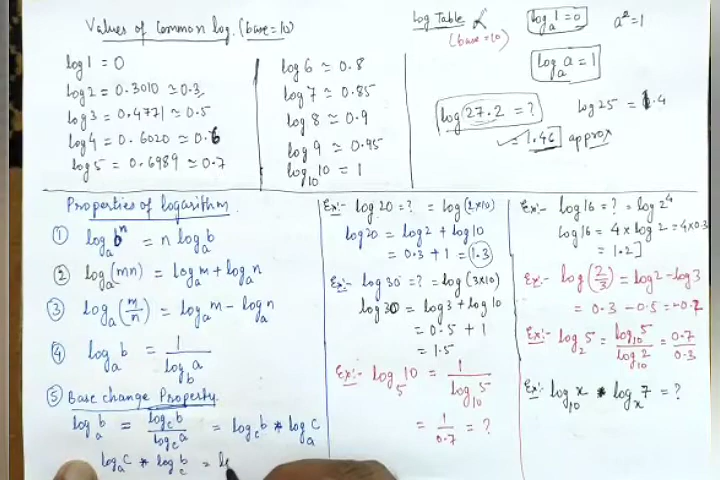 Values of Common log. (base=10)
log 1 = 0
log 2 = 0.3010 ≃ 0.3
log 3 = 0.4771 ≃ 0.5
log 4 = 0.6020 ≃ 0.6
log 5 = 0.6989 ≃ 0.7
log 6 ≃ 0.8
log 7 ≃ 0.85
log 8 ≃ 0.9
log 9 ≃ 0.95
log₁₀ 10 = 1
Log Table
(base=10)
logₐ 1 = 0
a° = 1
logₐ a = 1
log 27.2 = ?
log 25 = 1.4
= 1.46 approx
Properties of logarithm
① logₐ bⁿ = n logₐ b
② logₐ (mn) = logₐ m + logₐ n
③ logₐ (m/n) = logₐ m - logₐ n
④ logₐ b = 1/log_b a
⑤ Base change Property
logₐ b = log_c b / log_c a = log_c b * logₐ c
logₐ c * log_c b =
Ex:- log 20 = ? = log (2×10)
log 20 = log 2 + log 10
= 0.3 + 1 = 1.3
Ex:- log 30 = ? = log (3×10)
log 30 = log 3 + log 10
= 0.5 + 1
= 1.5
Ex:- log₅ 10 = 1/log₁₀ 5
= 1/0.7 = ?
Ex:- log 16 = ? = log 2⁴
log 16 = 4 × log 2 = 4×0.3
= 1.2
Ex:- log (2/3) = log 2 - log 3
= 0.3 - 0.5 = -0.2
Ex:- log₂ 5 = log₁₀ 5 / log₁₀ 2 = 0.7/0.3
Ex:- log₁₀ x * logₓ 7 = ?